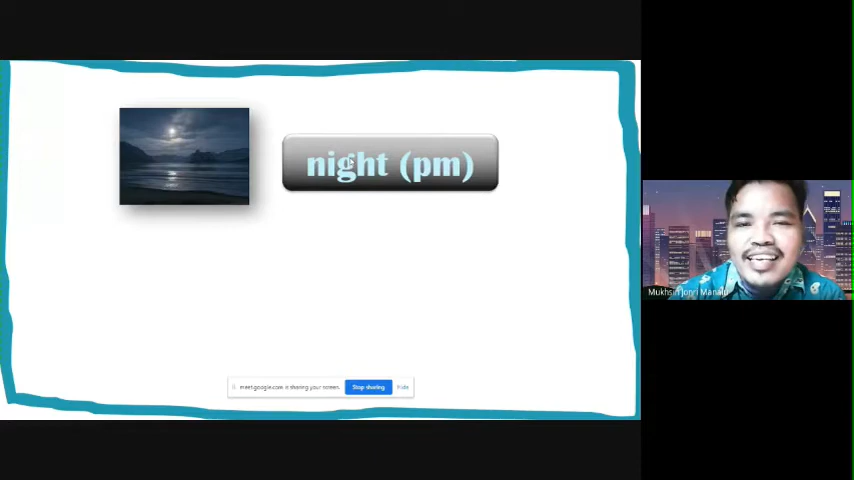 night (pm)
meet.google.com is sharing your screen.
Stop sharing
Hide
Mukhsin Jonri Manalu